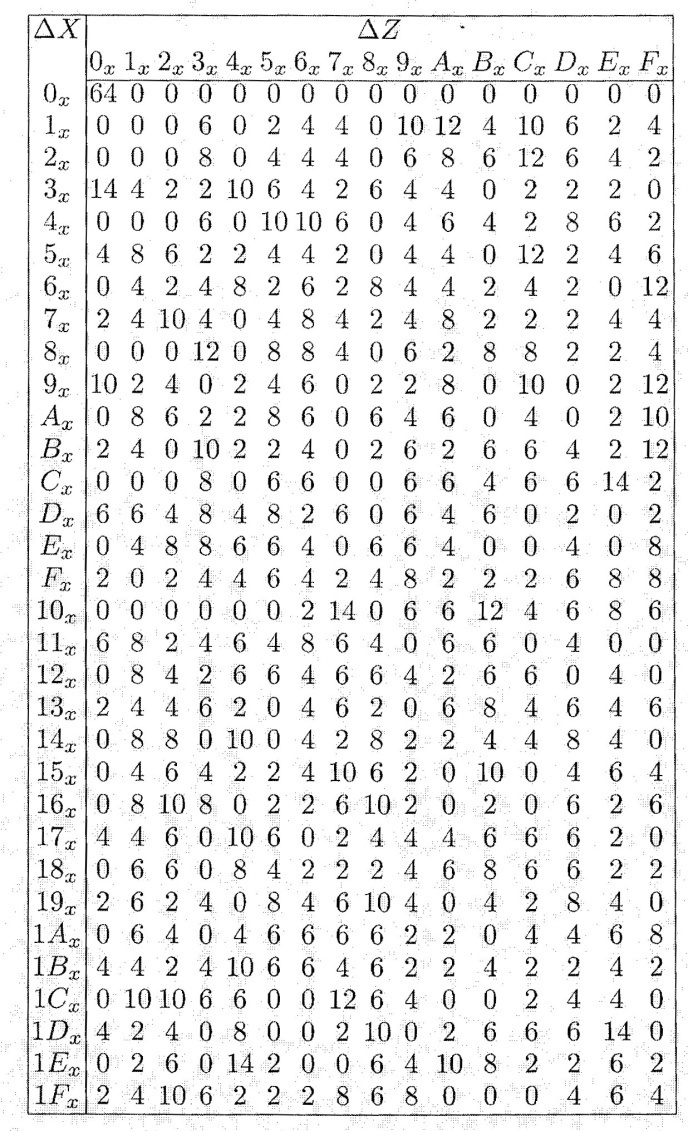 ΔX ΔZ
0x 1x 2x 3x 4x 5x 6x 7x 8x 9x Ax Bx Cx Dx Ex Fx
0x 64 0 0 0 0 0 0 0 0 0 0 0 0 0 0 0
1x 0 0 0 6 0 2 4 4 0 10 12 4 10 6 2 4
2x 0 0 0 8 0 4 4 4 0 6 8 6 12 6 4 2
3x 14 4 2 2 10 6 4 2 6 4 4 0 2 2 2 0
4x 0 0 0 6 0 10 10 6 0 4 6 4 2 8 6 2
5x 4 8 6 2 2 4 4 2 0 4 4 0 12 2 4 6
6x 0 4 2 4 8 2 6 2 8 4 4 2 4 2 0 12
7x 2 4 10 4 0 4 8 4 2 4 8 2 2 2 4 4
8x 0 0 0 12 0 8 8 4 0 6 2 8 8 2 2 4
9x 10 2 4 0 2 4 6 0 2 2 8 0 10 0 2 12
Ax 0 8 6 2 2 8 6 0 6 4 6 0 4 0 2 10
Bx 2 4 0 10 2 2 4 0 2 6 2 6 6 4 2 12
Cx 0 0 0 8 0 6 6 0 0 6 6 4 6 6 14 2
Dx 6 6 4 8 4 8 2 6 0 6 4 6 0 2 0 2
Ex 0 4 8 8 6 6 4 0 6 6 4 0 0 4 0 8
Fx 2 0 2 4 4 6 4 2 4 8 2 2 2 6 8 8
10x 0 0 0 0 0 0 2 14 0 6 6 12 4 6 8 6
11x 6 8 2 4 6 4 8 6 4 0 6 6 0 4 0 0
12x 0 8 4 2 6 6 4 6 6 4 2 6 6 0 4 0
13x 2 4 4 6 2 0 4 6 2 0 6 8 4 6 4 6
14x 0 8 8 0 10 0 4 2 8 2 2 4 4 8 4 0
15x 0 4 6 4 2 2 4 10 6 2 0 10 0 4 6 4
16x 0 8 10 8 0 2 2 6 10 2 0 2 0 6 2 6
17x 4 4 6 0 10 6 0 2 4 4 4 6 6 6 2 0
18x 0 6 6 0 8 4 2 2 2 4 6 8 6 6 2 2
19x 2 6 2 4 0 8 4 6 10 4 0 4 2 8 4 0
1Ax 0 6 4 0 4 6 6 6 6 2 2 0 4 4 6 8
1Bx 4 4 2 4 10 6 6 4 6 2 2 4 2 2 4 2
1Cx 0 10 10 6 6 0 0 12 6 4 0 0 2 4 4 0
1Dx 4 2 4 0 8 0 0 2 10 0 2 6 6 6 14 0
1Ex 0 2 6 0 14 2 0 0 6 4 10 8 2 2 6 2
1Fx 2 4 10 6 2 2 2 8 6 8 0 0 0 4 6 4